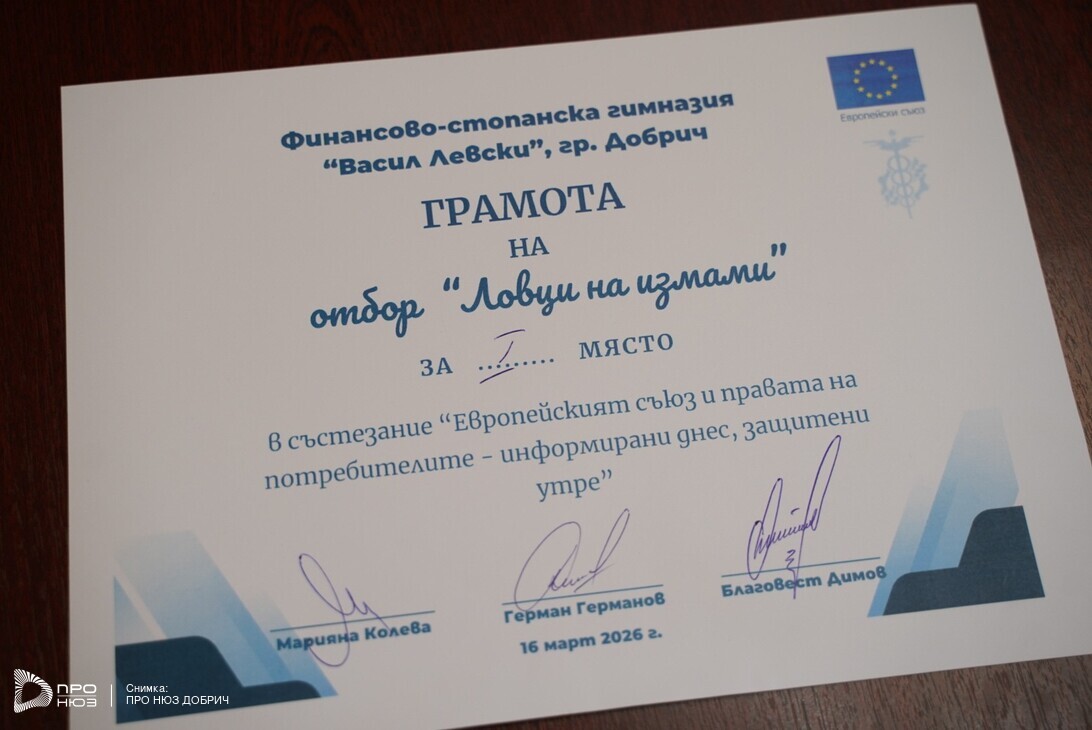 Финансово-стопанска гимназия
“Васил Левски”, гр. Добрич
Европейски съюз
ГРАМОТА
НА
отбор “Ловци на измами”
ЗА ...I...... МЯСТО
в състезание “Европейският съюз и правата на
потребителите - информирани днес, защитени
утре”
Марияна Колева
Герман Германов
Благовест Димов
16 март 2026 г.
ПРО
НЮЗ
Снимка:
ПРО НЮЗ ДОБРИЧ